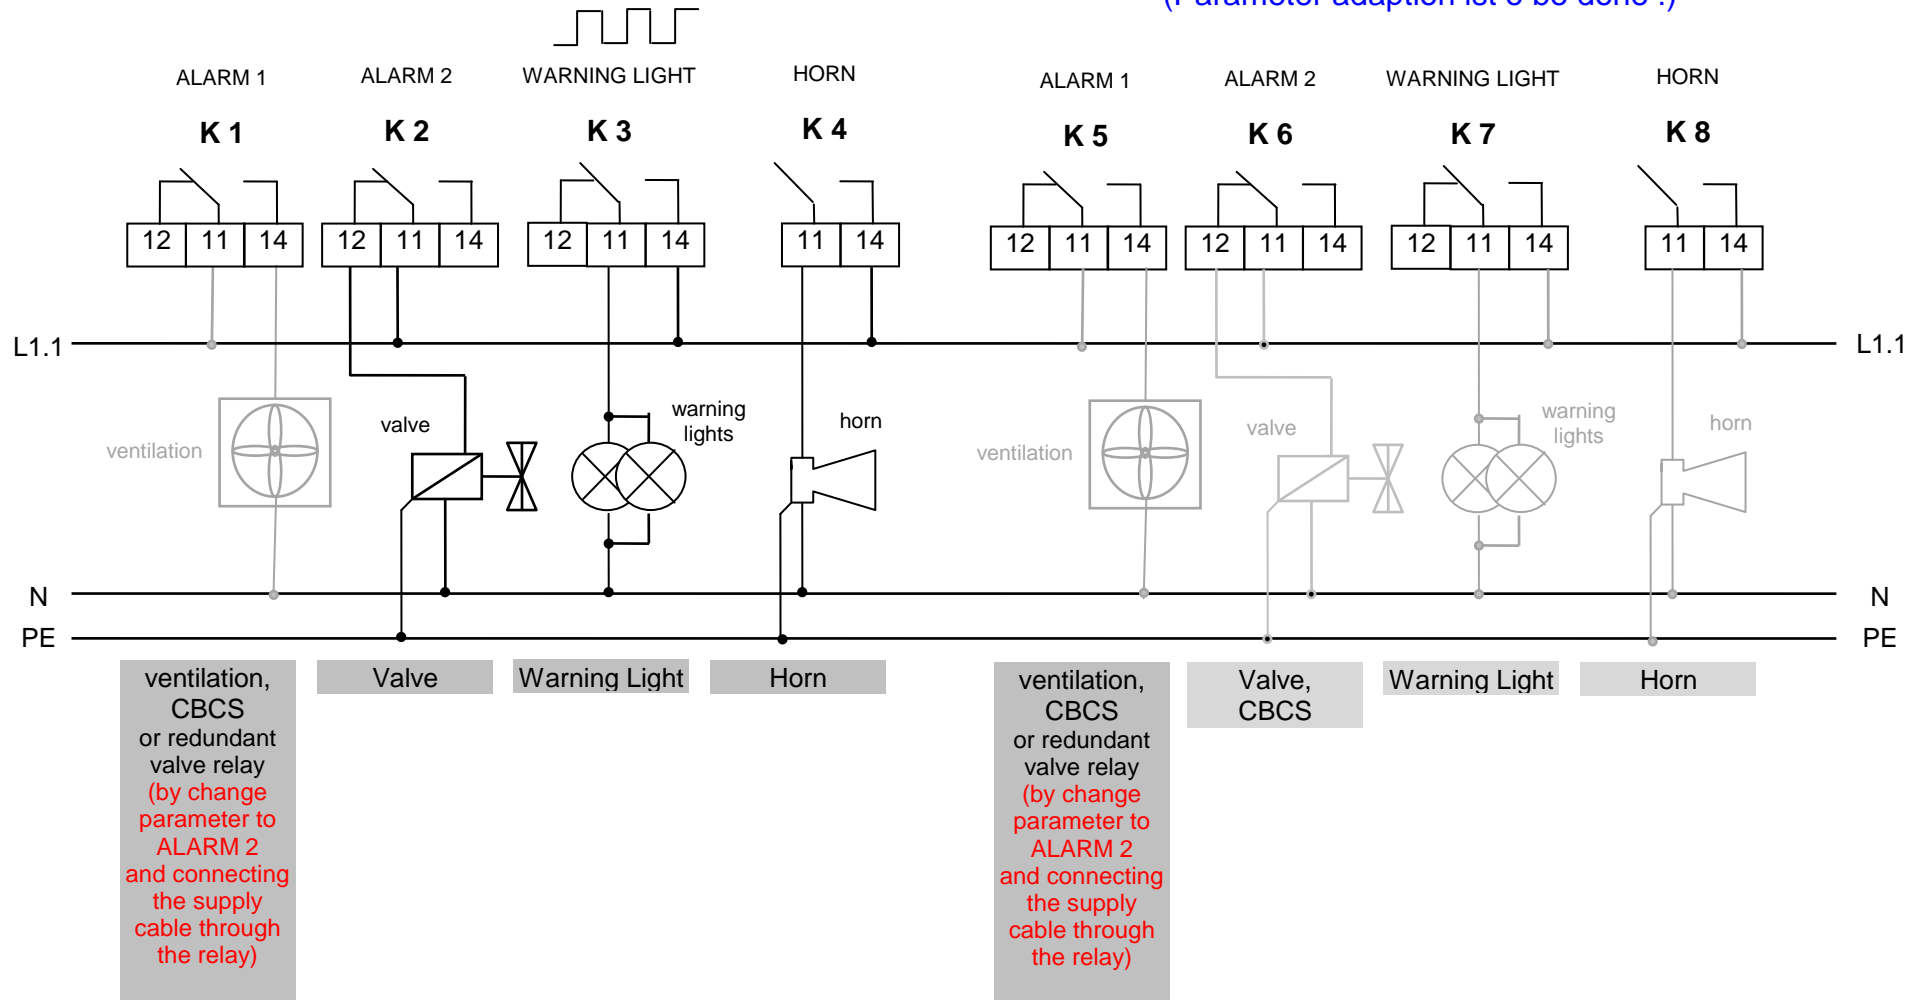 (Parameter adaption ist o be done !)
ALARM 1 ALARM 2 WARNING LIGHT HORN ALARM 1 ALARM 2 WARNING LIGHT HORN
K 1 K 2 K 3 K 4 K 5 K 6 K 7 K 8
12 11 14 12 11 14 12 11 14 11 14 12 11 14 12 11 14 12 11 14 11 14
L1.1 L1.1
ventilation
valve
warning
lights
horn
ventilation
valve
warning
lights
horn
N N
PE PE
ventilation,
CBCS
or redundant
valve relay
(by change
parameter to
ALARM 2
and connecting
the supply
cable through
the relay)
Valve
Warning Light
Horn
ventilation,
CBCS
or redundant
valve relay
(by change
parameter to
ALARM 2
and connecting
the supply
cable through
the relay)
Valve,
CBCS
Warning Light
Horn